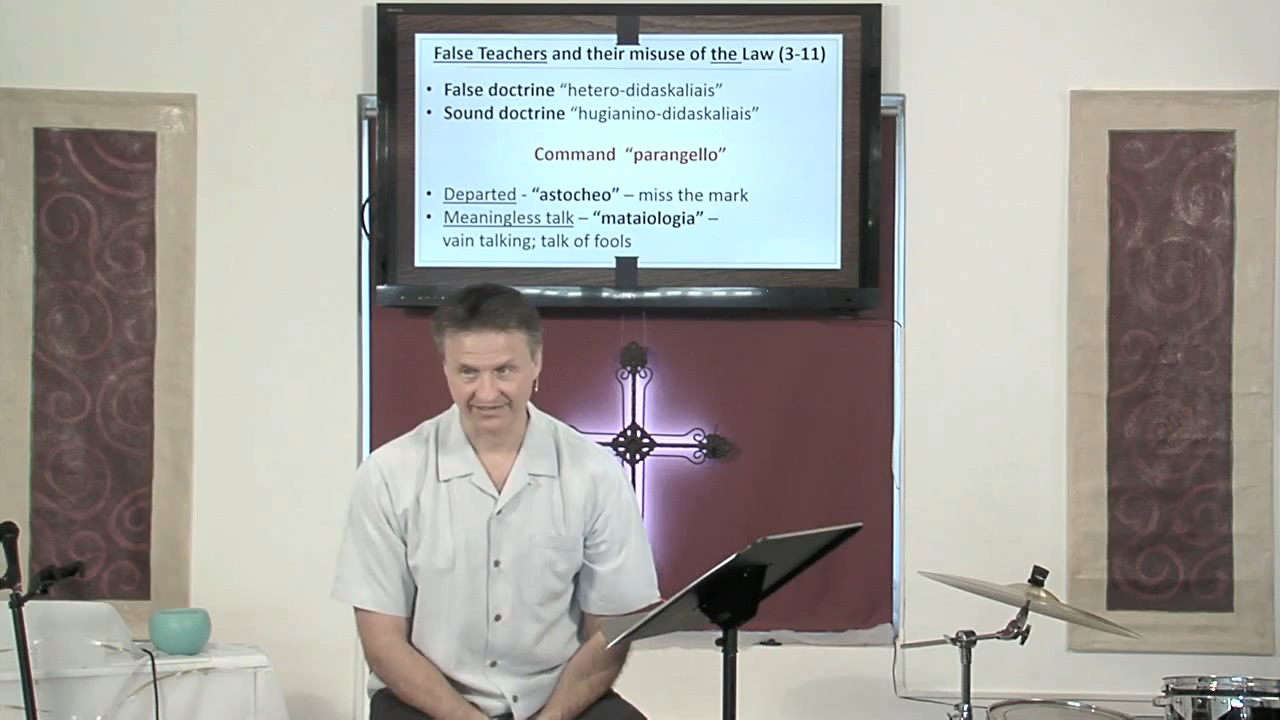 False Teachers and their misuse of the Law (3-11)
• False doctrine “hetero-didaskaliais”
• Sound doctrine “hugianino-didaskaliais”
Command “parangello”
• Departed - “astocheo” – miss the mark
• Meaningless talk – “mataiologia” –
vain talking; talk of fools